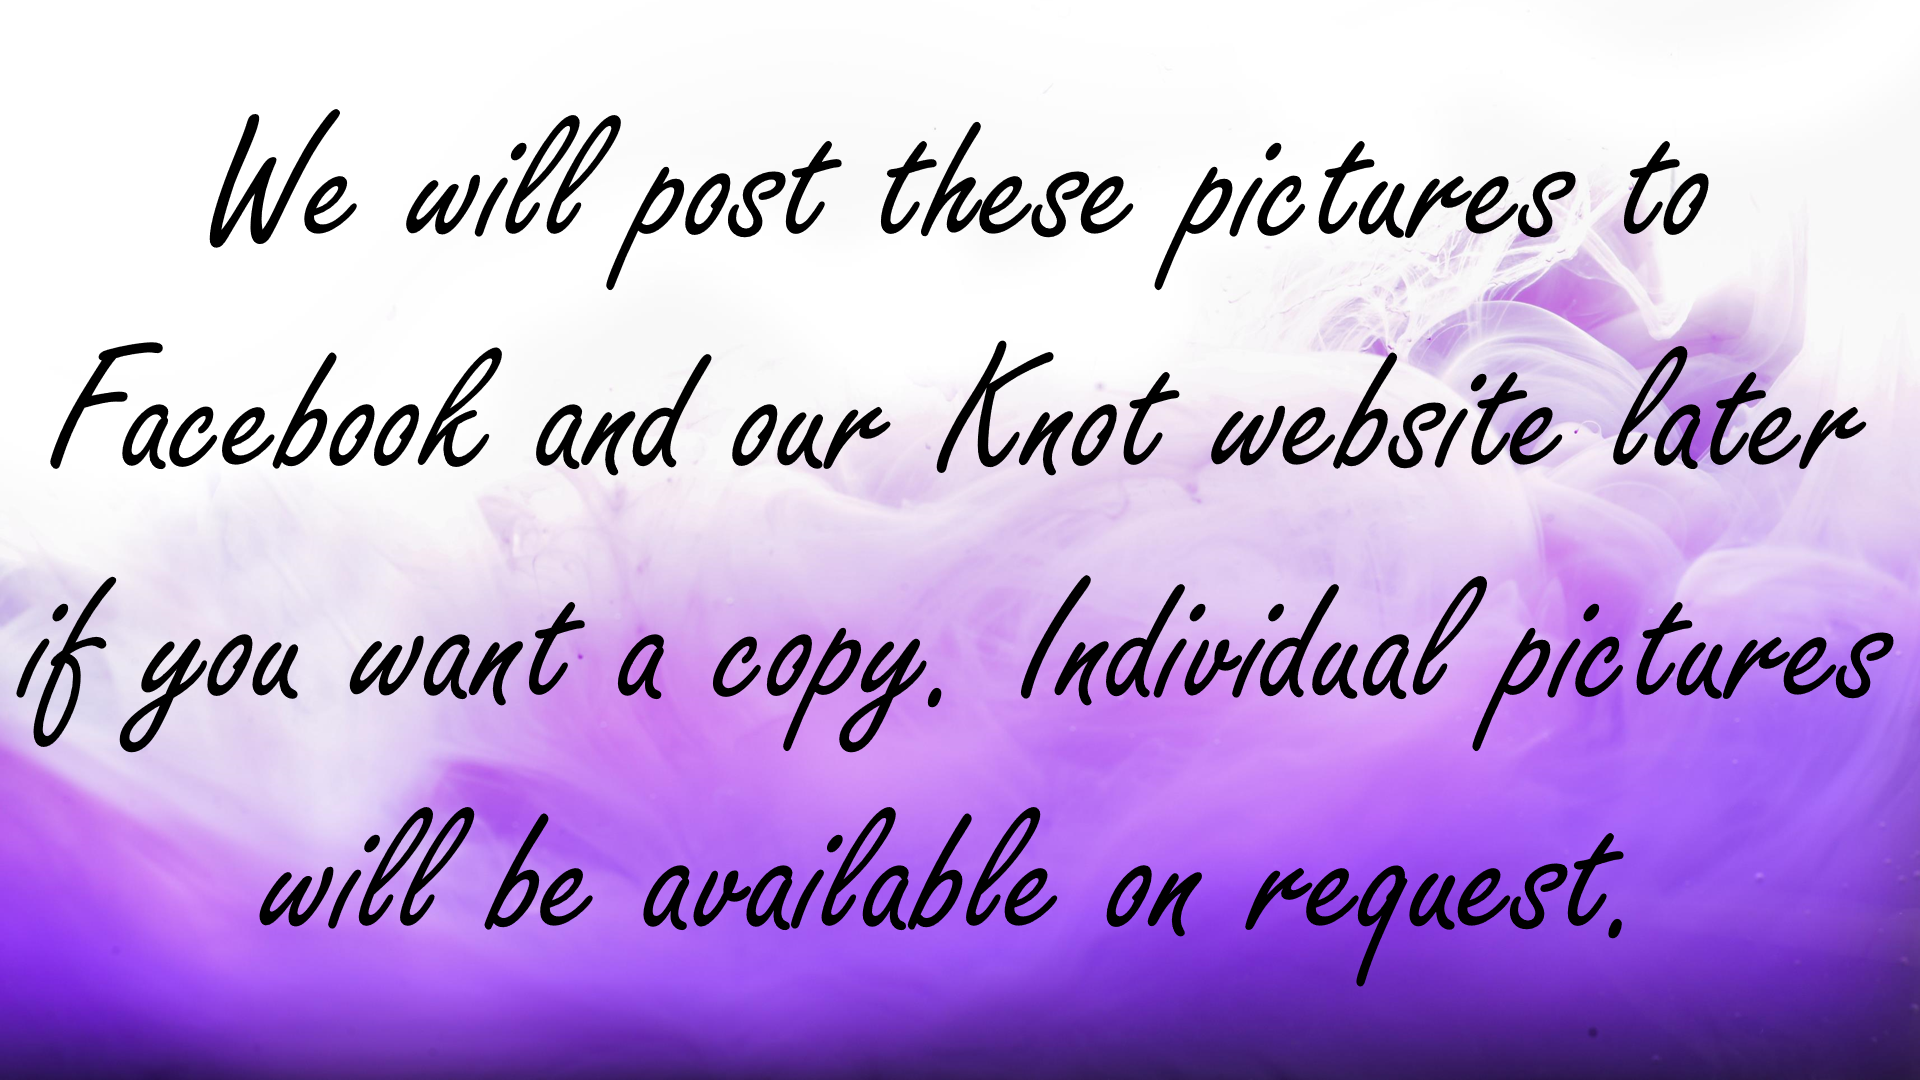 We will post these pictures to
Facebook and our Knot website later
if you want a copy. Individual pictures
will be available on request.